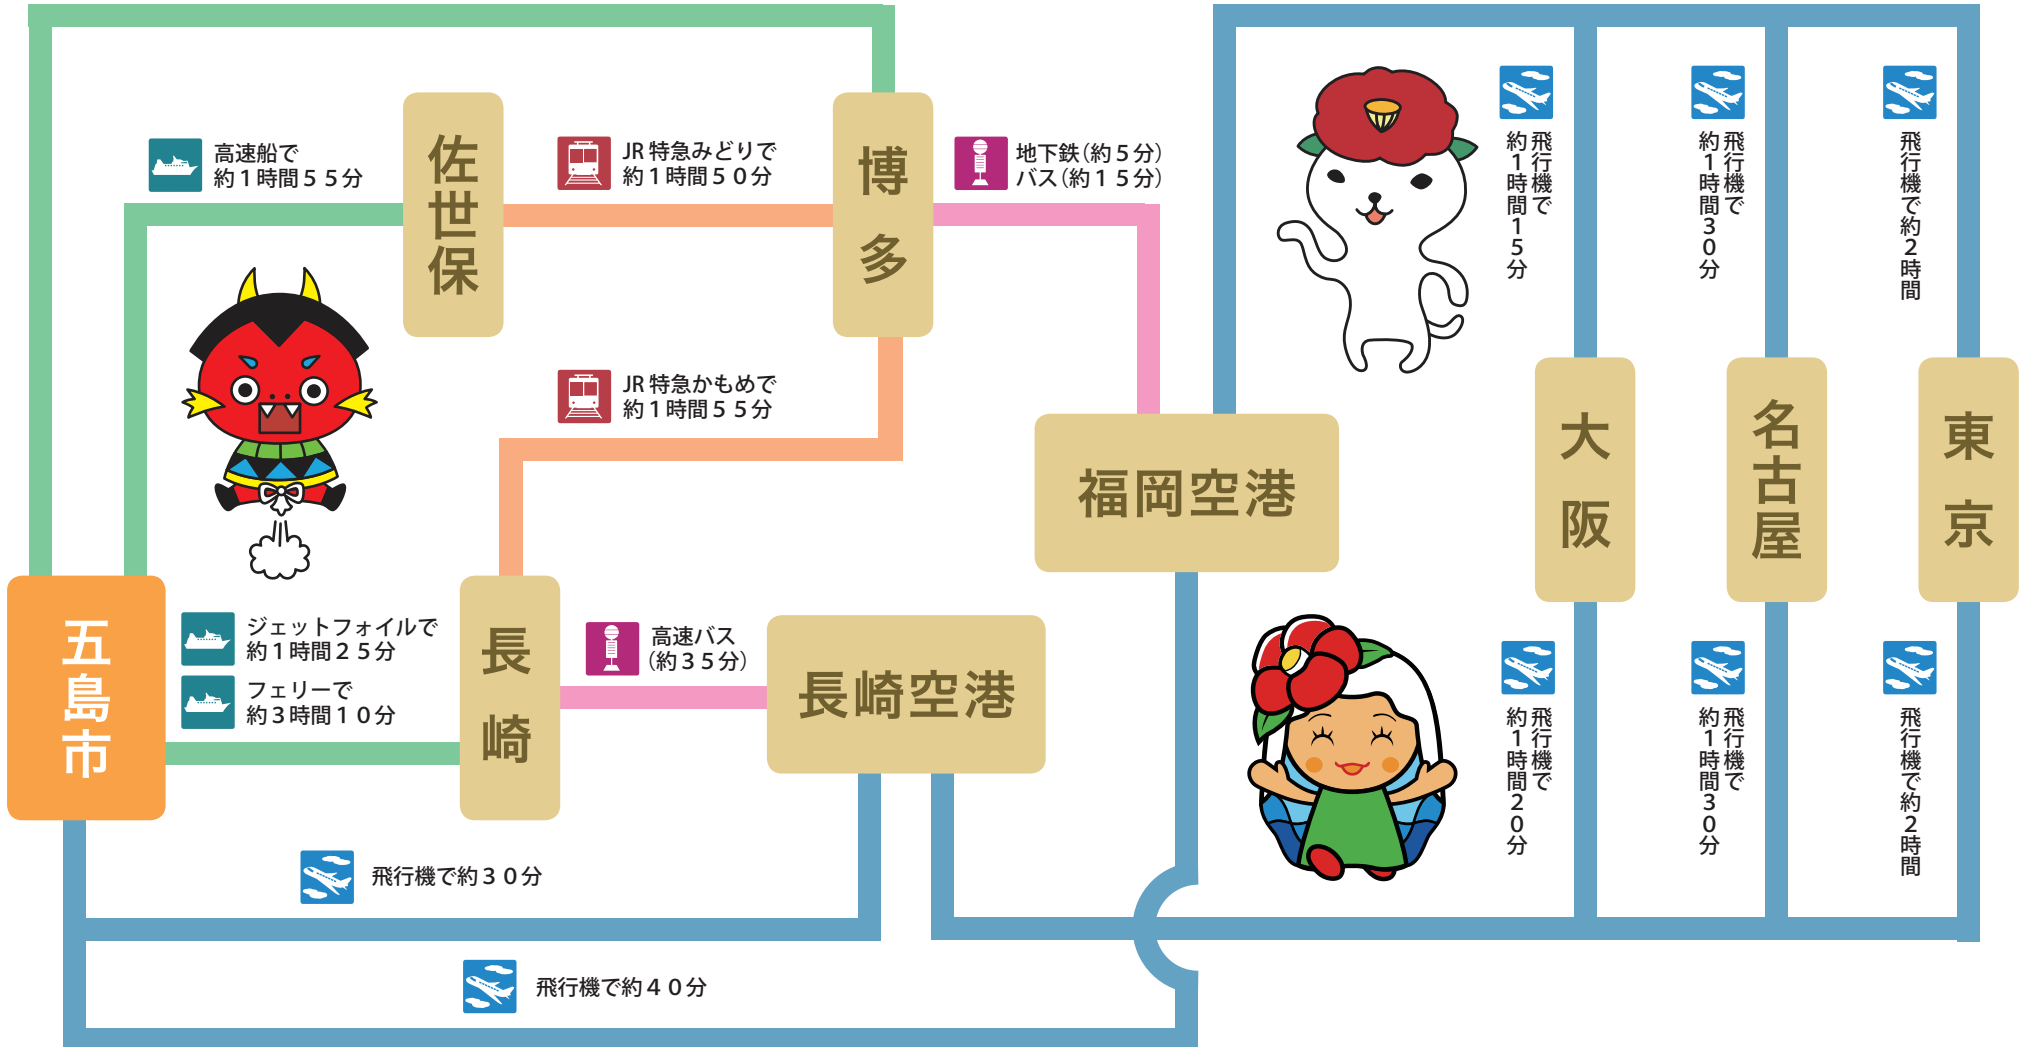 高速船で
約１時間５５分
佐世保
JR特急みどりで
約１時間５０分
博多
地下鉄（約５分）
バス（約１５分）
飛行機で
約１時間１５分
飛行機で
約１時間３０分
飛行機で約２時間
JR特急かもめで
約１時間５５分
福岡空港
大阪
名古屋
東京
五島市
ジェットフォイルで
約１時間２５分
フェリーで
約３時間１０分
長崎
高速バス
（約３５分）
長崎空港
飛行機で
約１時間２０分
飛行機で
約１時間３０分
飛行機で約２時間
飛行機で約３０分
飛行機で約４０分